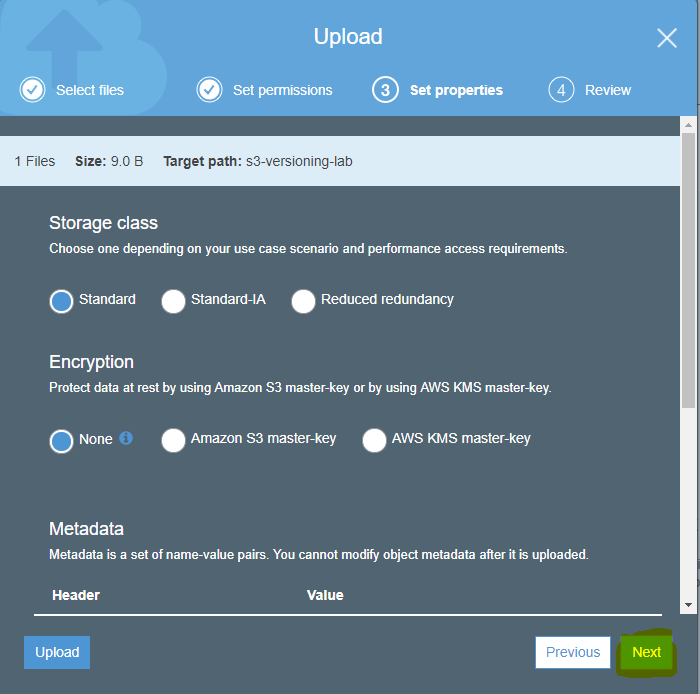 Upload
Select files
Set permissions
3 Set properties
4 Review
1 Files Size: 9.0 B Target path: s3-versioning-lab
Storage class
Choose one depending on your use case scenario and performance access requirements.
Standard Standard-IA Reduced redundancy
Encryption
Protect data at rest by using Amazon S3 master-key or by using AWS KMS master-key.
None i Amazon S3 master-key AWS KMS master-key
Metadata
Metadata is a set of name-value pairs. You cannot modify object metadata after it is uploaded.
Header Value
Upload Previous Next